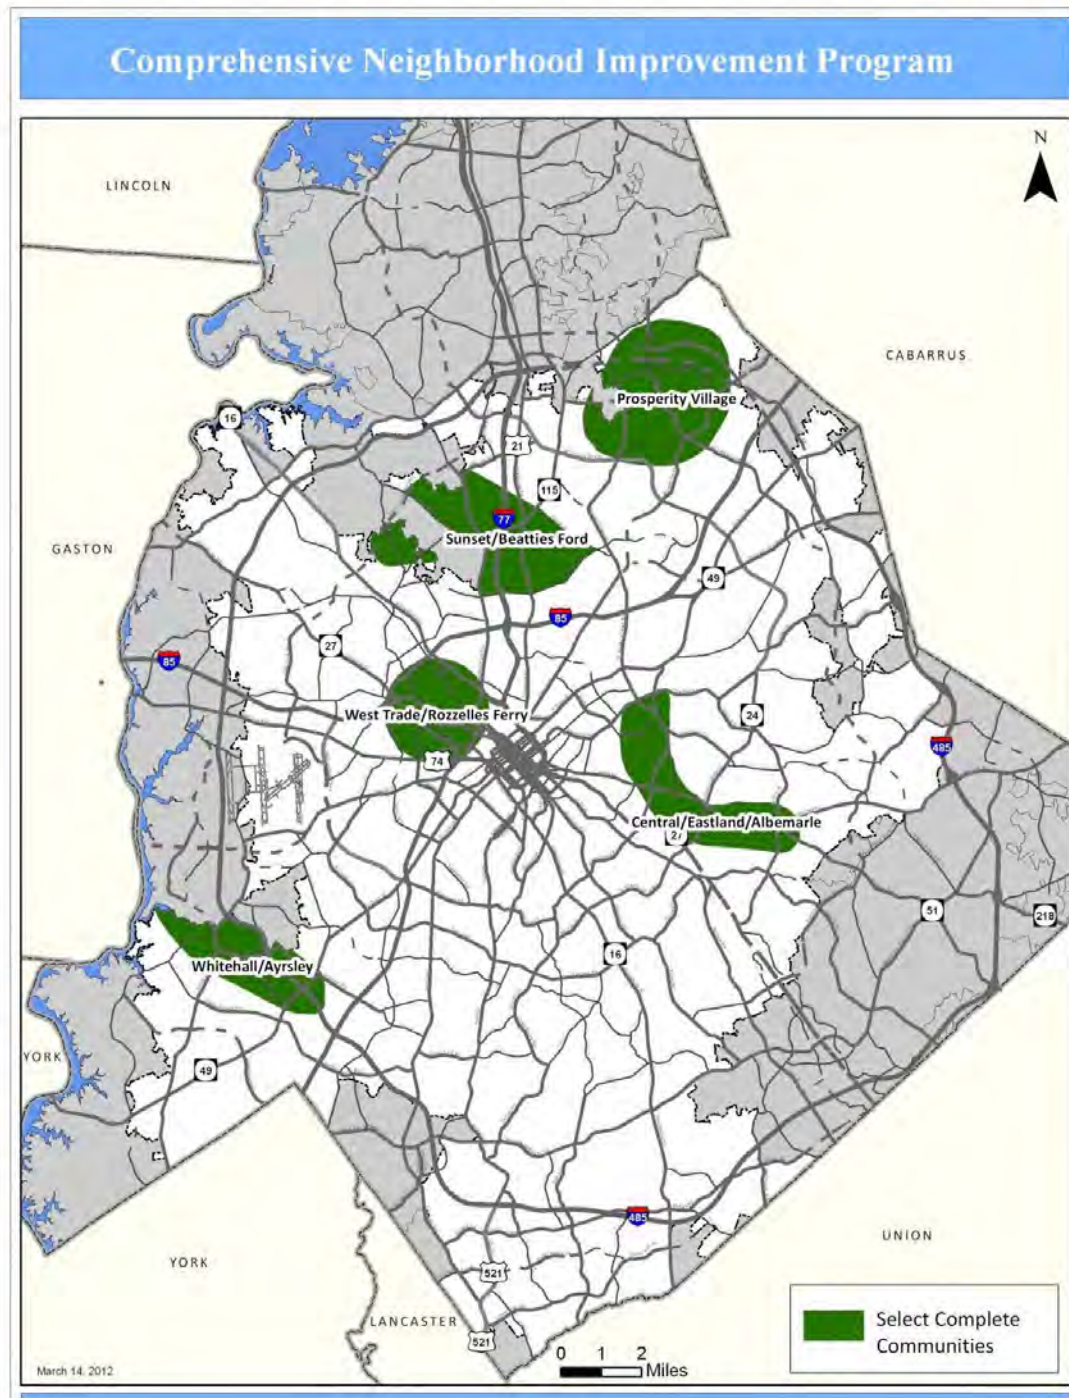 Comprehensive Neighborhood Improvement Program
N
LINCOLN
CABARRUS
Prosperity Village
16
21
115
77
Sunset/Beatties Ford
GASTON
49
85
27
85
24
West Trade/Rozzelles Ferry
74
485
Central/Eastland/Albemarle
27
51
218
16
Whitehall/Ayrsley
YORK
49
485
UNION
YORK
521
LANCASTER
521
Select Complete
Communities
0 1 2
Miles
March 14, 2012